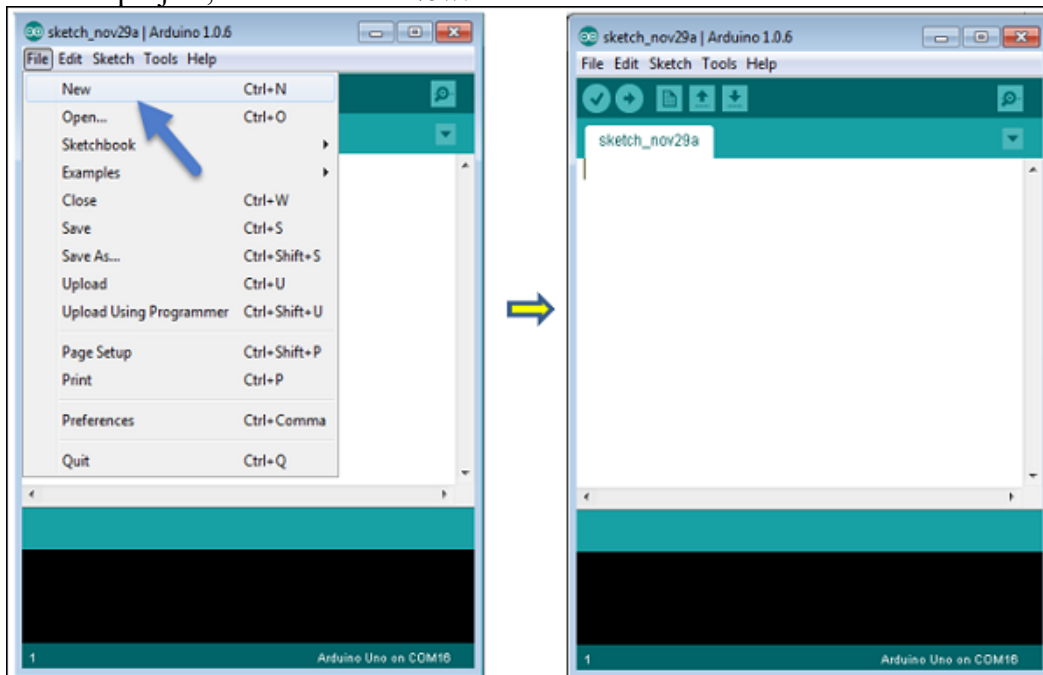 sketch_nov29a | Arduino 1.0.6
File Edit Sketch Tools Help
New Ctrl+N
Open... Ctrl+O
Sketchbook
Examples
Close Ctrl+W
Save Ctrl+S
Save As... Ctrl+Shift+S
Upload Ctrl+U
Upload Using Programmer Ctrl+Shift+U
Page Setup Ctrl+Shift+P
Print Ctrl+P
Preferences Ctrl+Comma
Quit Ctrl+Q
1 Arduino Uno on COM16
sketch_nov29a | Arduino 1.0.6
File Edit Sketch Tools Help
sketch_nov29a
1 Arduino Uno on COM16